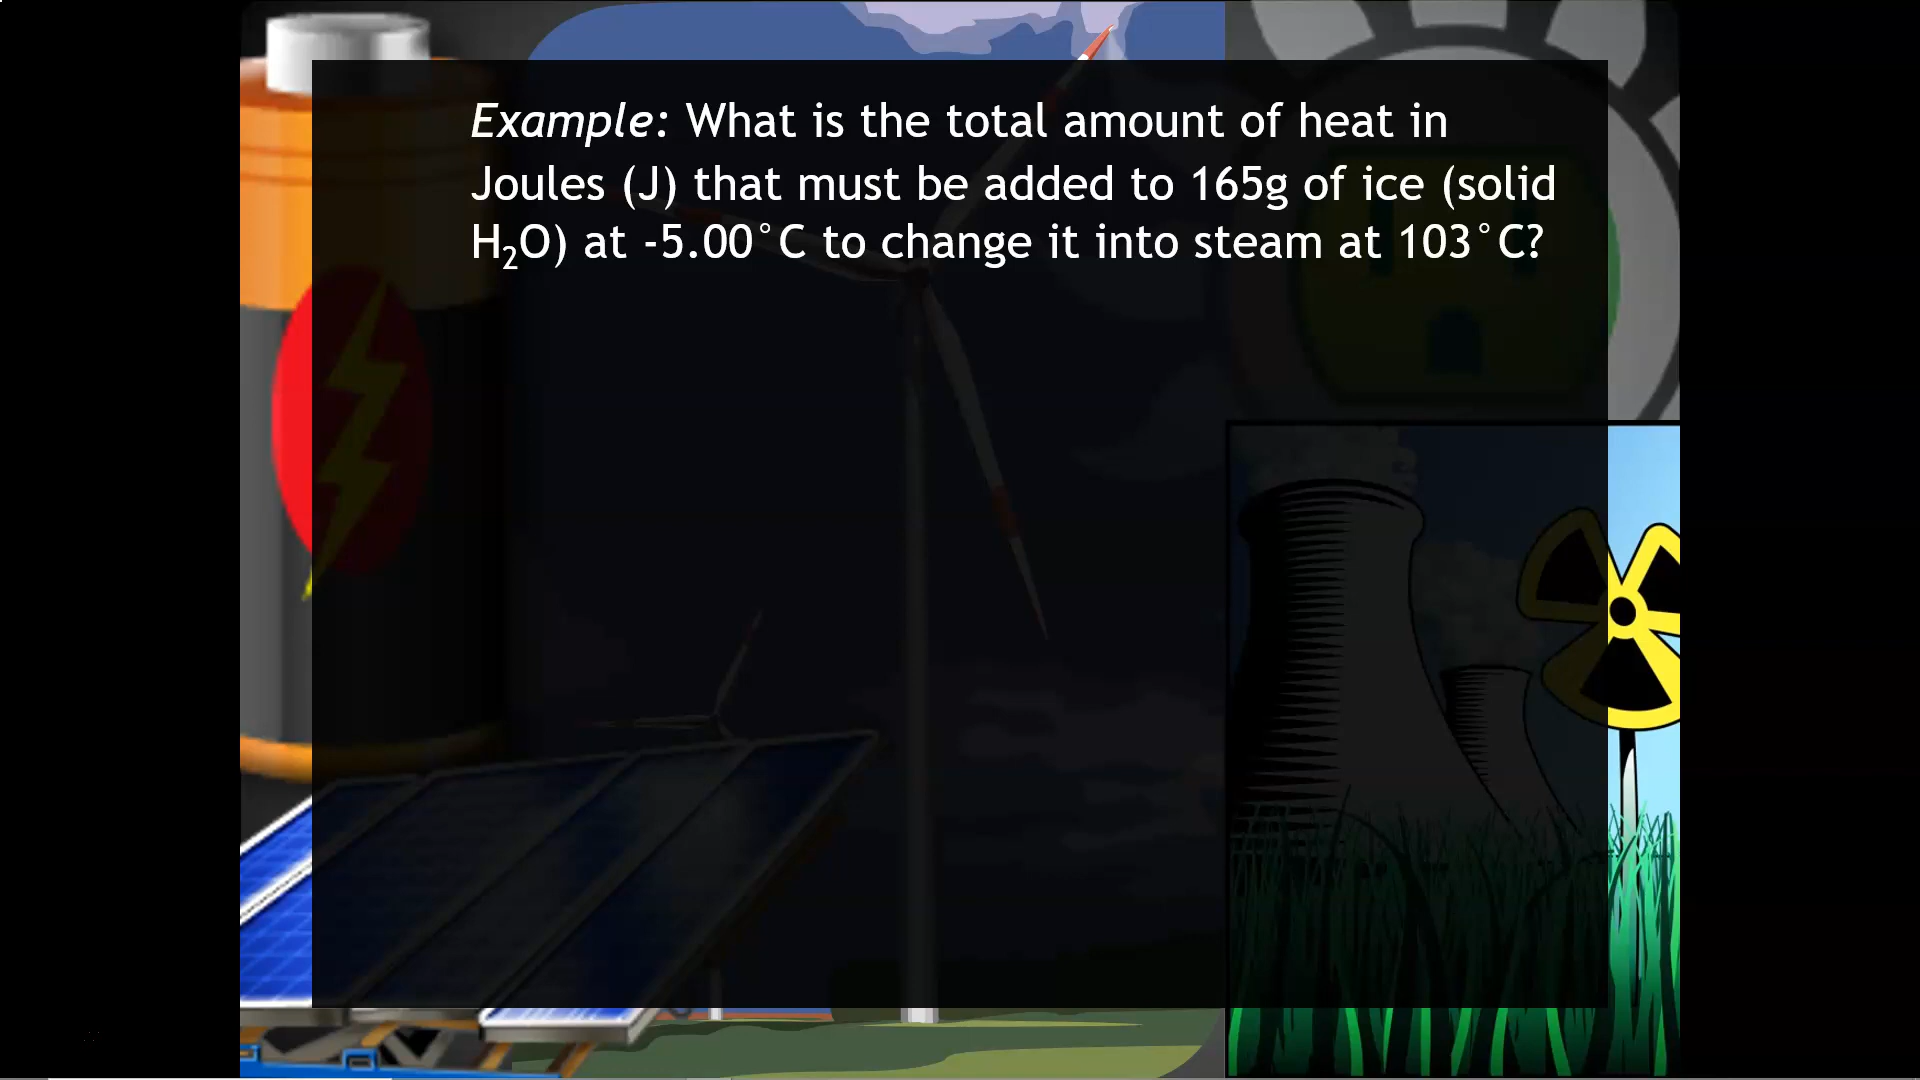 Example: What is the total amount of heat in
Joules (J) that must be added to 165g of ice (solid
H₂O) at -5.00°C to change it into steam at 103°C?